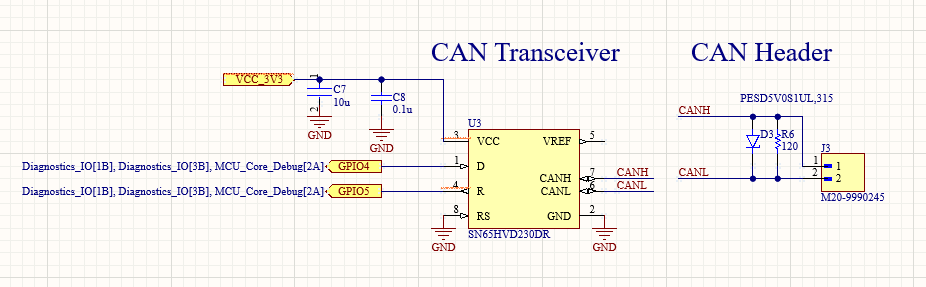 CAN Transceiver
CAN Header
VCC_3V3
1
C7
10u
2
GND
C8
0.1u
GND
U3
PESD5V0S1UL,315
CANH
D3
R6
120
CANL
J3
1 1
2 2
M20-9990245
3 VCC
VREF 5
Diagnostics_IO[1B], Diagnostics_IO[3B], MCU_Core_Debug[2A] GPIO4
1 D
Diagnostics_IO[1B], Diagnostics_IO[3B], MCU_Core_Debug[2A] GPIO5
4 R
CANH 7 CANH
CANL 6 CANL
8 RS
GND 2
GND
SN65HVD230DR
GND